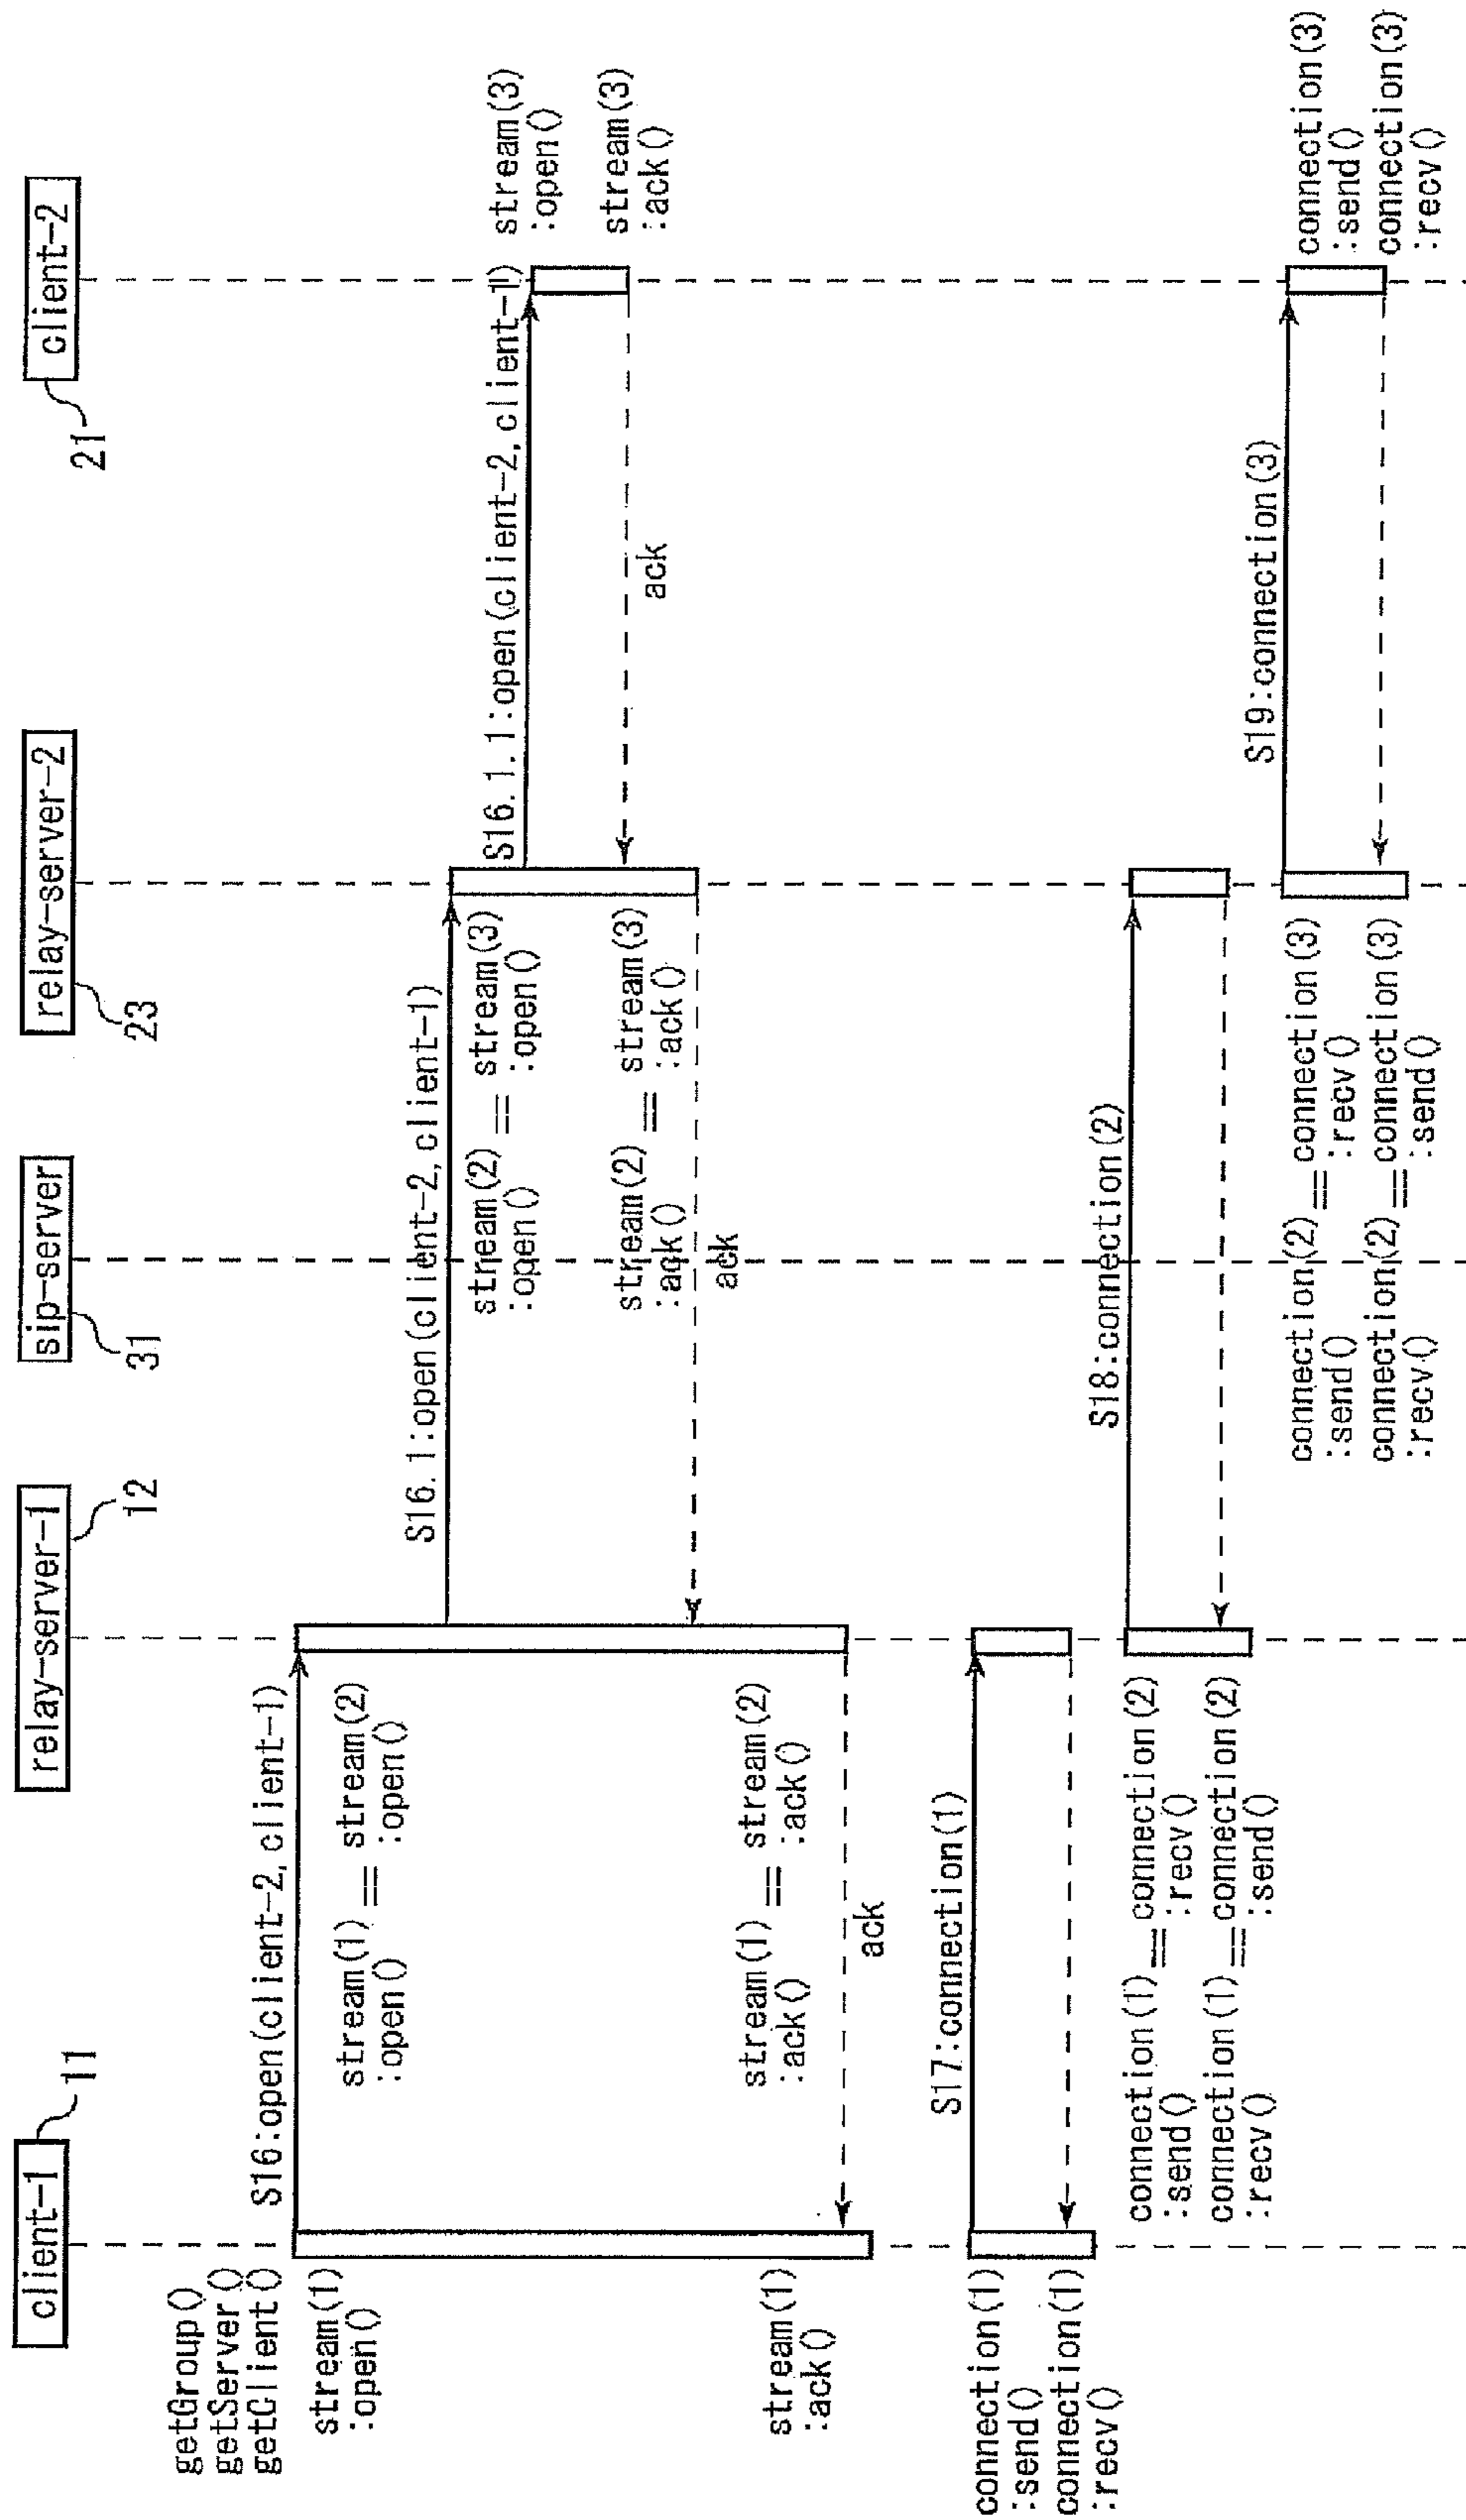 client-1
11
relay-server-1
12
sip-server
31
relay-server-2
23
client-2
21
getGroup()
getServer()
getClient()
S16:open(client-2,client-1)
stream(1)
:open()
stream(1) == stream(2)
:open() :open()
S16.1:open(client-2,client-1)
stream(2) == stream(3)
:open() :open()
S16.1.1:open(client-2,client-1)
stream(3)
:open()
stream(3)
:ack()
ack
stream(2) == stream(3)
:ack() :ack()
ack
stream(1) == stream(2)
:ack() :ack()
stream(1)
:ack()
ack
S17:connection(1)
connection(1)
:send()
connection(1)
:recv()
S18:connection(2)
connection(1)==connection(2)
:send() :recv()
connection(1)==connection(2)
:recv() :send()
S19:connection(3)
connection(2)==connection(3)
:send() :recv()
connection(2)==connection(3)
:recv() :send()
connection(3)
:send()
connection(3)
:recv()